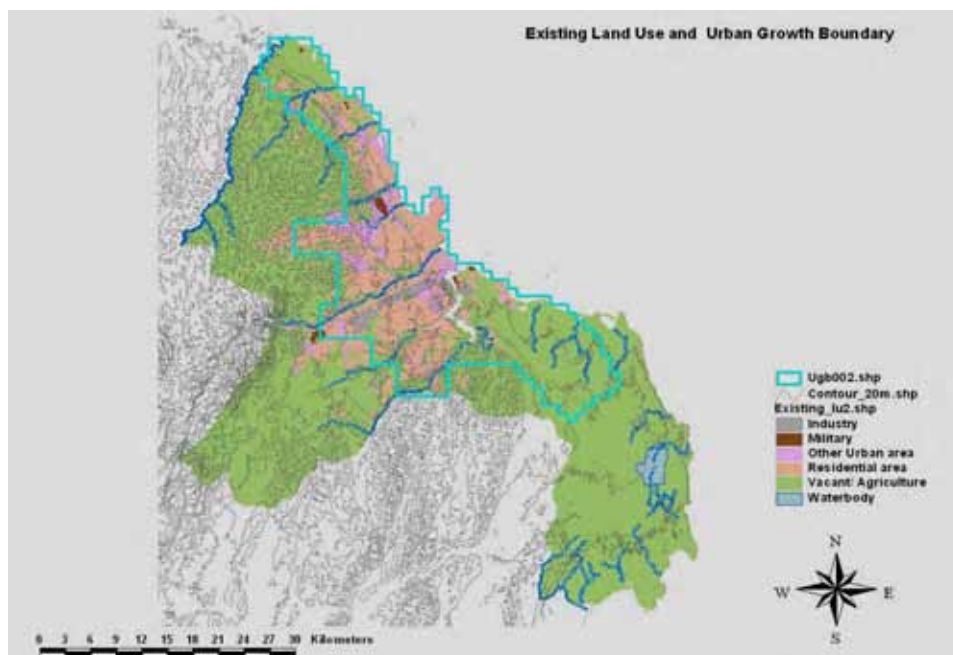 Existing Land Use and Urban Growth Boundary
Ugb002.shp
Contour_20m.shp
Existing_lu2.shp
Industry
Military
Other Urban area
Residential area
Vacant/ Agriculture
Waterbody
N
W E
S
0 3 6 9 12 15 18 21 24 27 30 Kilometers